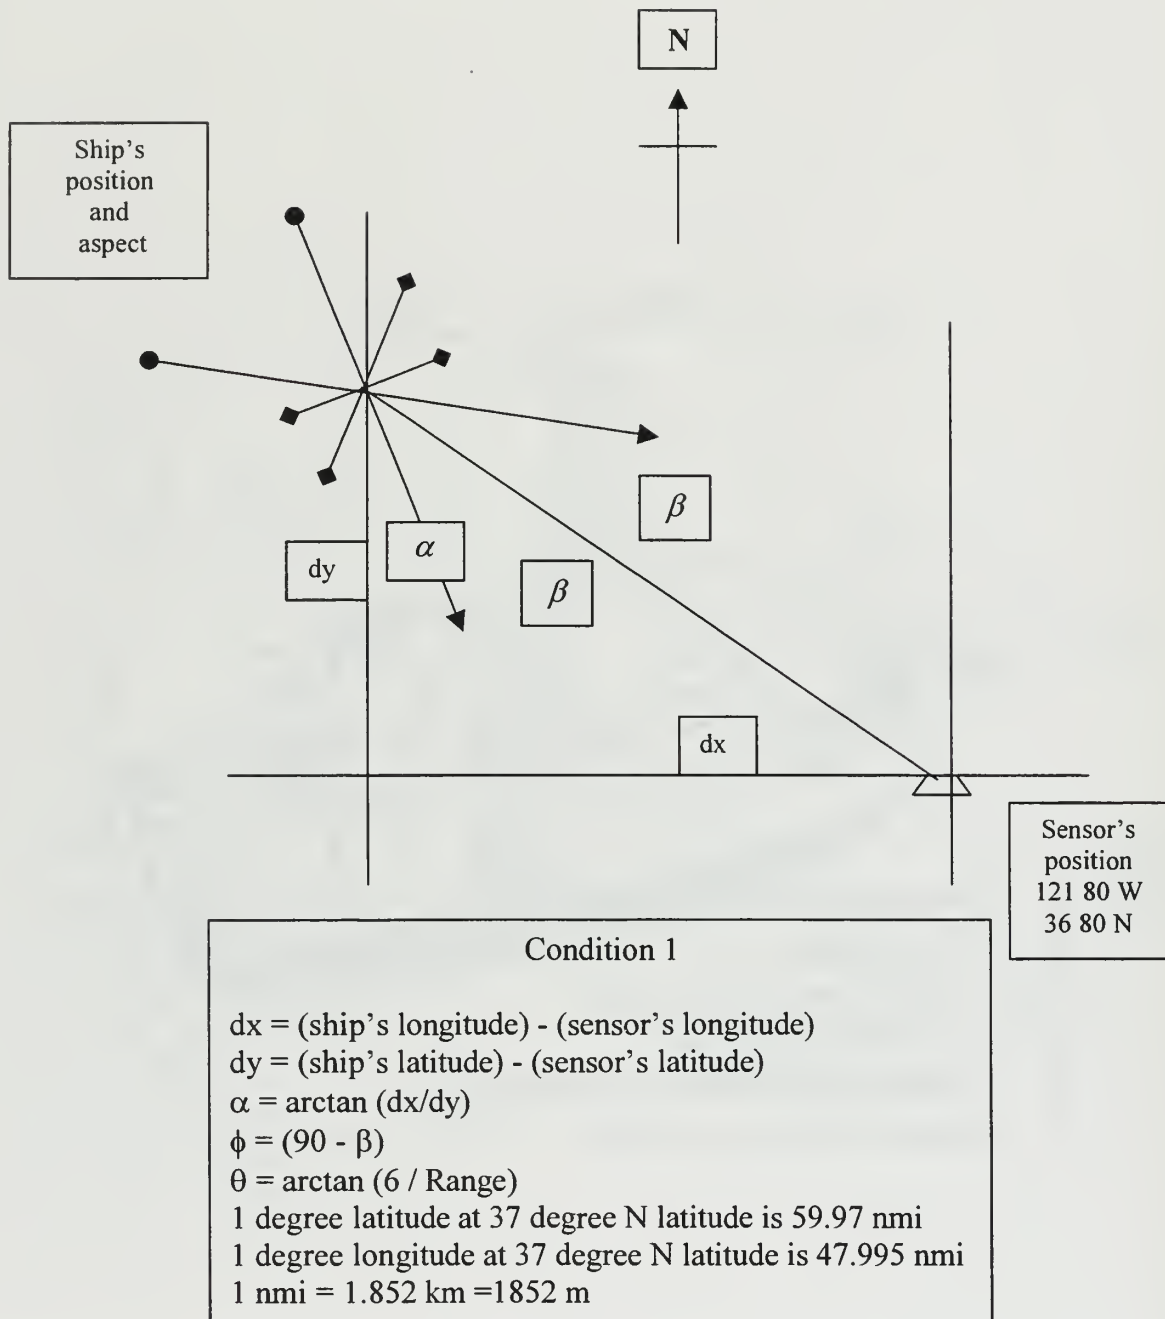 N
Ship's
position
and
aspect
β
α
dy
β
dx
Sensor's
position
121 80 W
36 80 N
Condition 1
dx = (ship's longitude) - (sensor's longitude)
dy = (ship's latitude) - (sensor's latitude)
α = arctan (dx/dy)
ϕ = (90 - β)
θ = arctan (6 / Range)
1 degree latitude at 37 degree N latitude is 59.97 nmi
1 degree longitude at 37 degree N latitude is 47.995 nmi
1 nmi = 1.852 km =1852 m